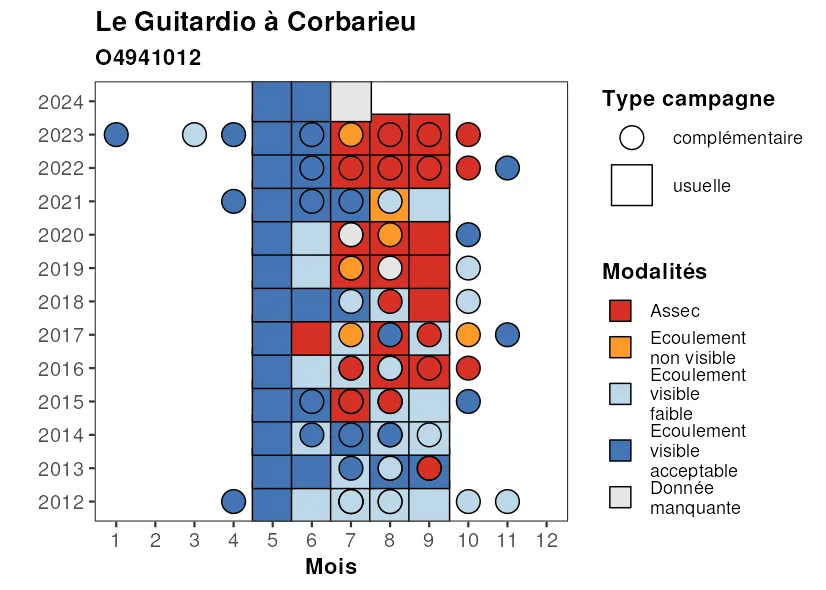 Le Guitardio à Corbarieu
O4941012
2024
2023
2022
2021
2020
2019
2018
2017
2016
2015
2014
2013
2012
1 2 3 4 5 6 7 8 9 10 11 12
Mois
Type campagne
complémentaire
usuelle
Modalités
Assec
Ecoulement
non visible
Ecoulement
visible
faible
Ecoulement
visible
acceptable
Donnée
manquante